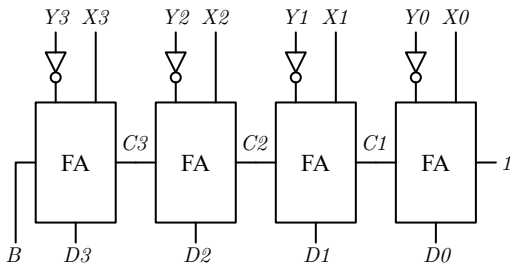 Y3 X3 Y2 X2 Y1 X1 Y0 X0
FA C3 FA C2 FA C1 FA 1
B D3 D2 D1 D0